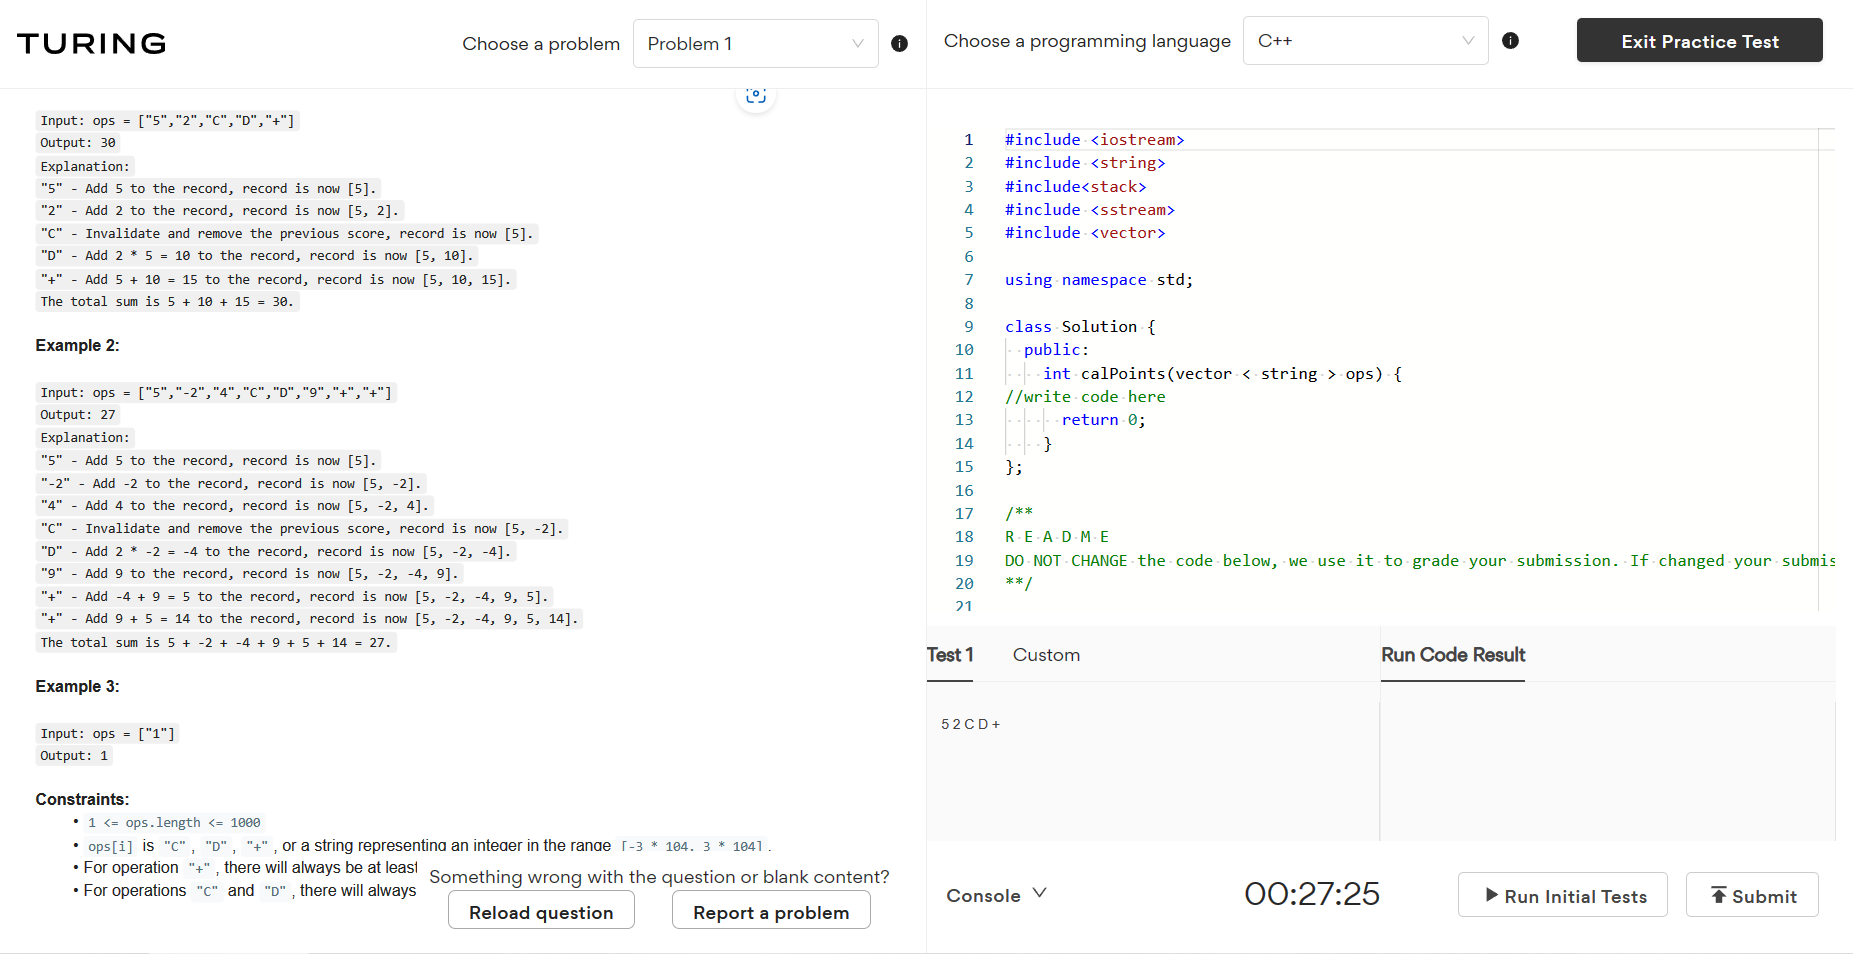 TURING
Choose a problem
Problem 1
Choose a programming language
C++
Exit Practice Test
Input: ops = ["5","2","C","D","+"]
Output: 30
Explanation:
"5" - Add 5 to the record, record is now [5].
"2" - Add 2 to the record, record is now [5, 2].
"C" - Invalidate and remove the previous score, record is now [5].
"D" - Add 2 * 5 = 10 to the record, record is now [5, 10].
"+" - Add 5 + 10 = 15 to the record, record is now [5, 10, 15].
The total sum is 5 + 10 + 15 = 30.
Example 2:
Input: ops = ["5","-2","4","C","D","9","+","+"]
Output: 27
Explanation:
"5" - Add 5 to the record, record is now [5].
"-2" - Add -2 to the record, record is now [5, -2].
"4" - Add 4 to the record, record is now [5, -2, 4].
"C" - Invalidate and remove the previous score, record is now [5, -2].
"D" - Add 2 * -2 = -4 to the record, record is now [5, -2, -4].
"9" - Add 9 to the record, record is now [5, -2, -4, 9].
"+" - Add -4 + 9 = 5 to the record, record is now [5, -2, -4, 9, 5].
"+" - Add 9 + 5 = 14 to the record, record is now [5, -2, -4, 9, 5, 14].
The total sum is 5 + -2 + -4 + 9 + 5 + 14 = 27.
Example 3:
Input: ops = ["1"]
Output: 1
Constraints:
• 1 <= ops.length <= 1000
• ops[i] is "C", "D", "+", or a string representing an integer in the range [-3 * 104, 3 * 104].
• For operation "+", there will always be at least
• For operations "C" and "D", there will always
Something wrong with the question or blank content?
Reload question
Report a problem
1 #include <iostream>
2 #include <string>
3 #include<stack>
4 #include <sstream>
5 #include <vector>
6
7 using namespace std;
8
9 class Solution {
10 public:
11 int calPoints(vector < string > ops) {
12 //write code here
13 return 0;
14 }
15 };
16
17 /**
18 R E A D M E
19 DO NOT CHANGE the code below, we use it to grade your submission. If changed your submis
20 **/
21
Test 1
Custom
Run Code Result
5 2 C D +
Console
00:27:25
Run Initial Tests
Submit